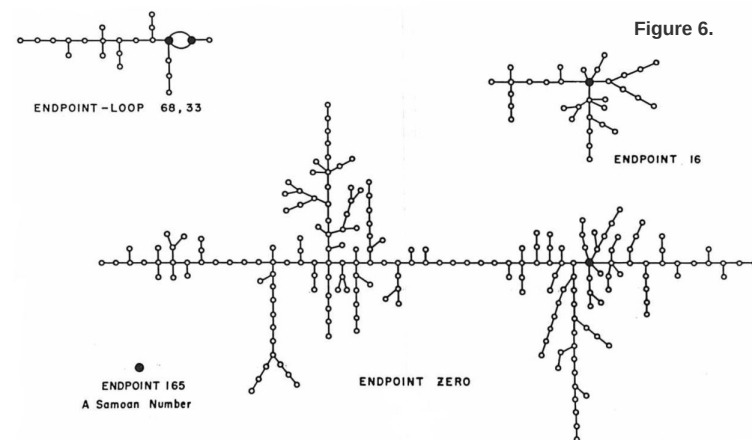 Figure 6.
ENDPOINT-LOOP 68,33
ENDPOINT 16
ENDPOINT 165
A Samoan Number
ENDPOINT ZERO